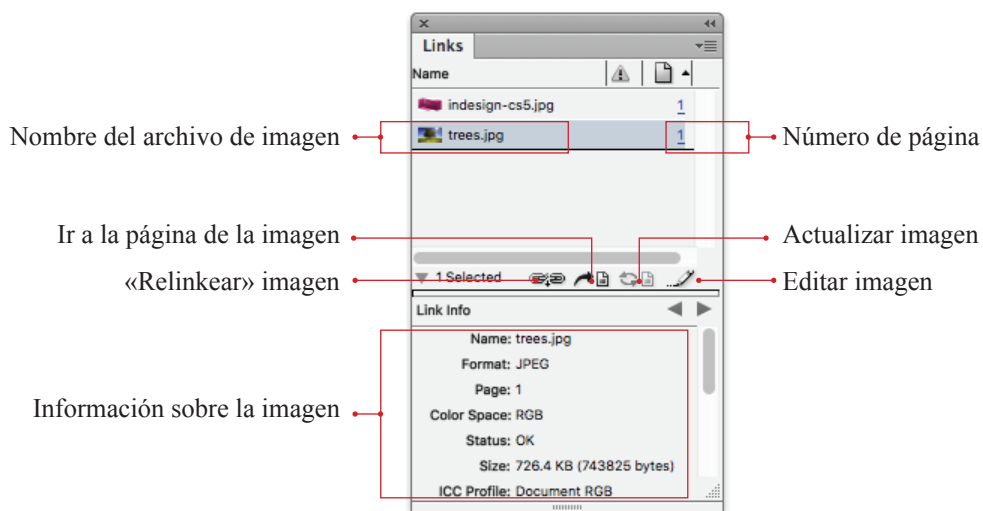 Links
Name
indesign-cs5.jpg 1
Nombre del archivo de imagen trees.jpg 1 Número de página
Ir a la página de la imagen Actualizar imagen
«Relinkear» imagen 1 Selected Editar imagen
Link Info
Name: trees.jpg
Format: JPEG
Page: 1
Información sobre la imagen Color Space: RGB
Status: OK
Size: 726.4 KB (743825 bytes)
ICC Profile: Document RGB